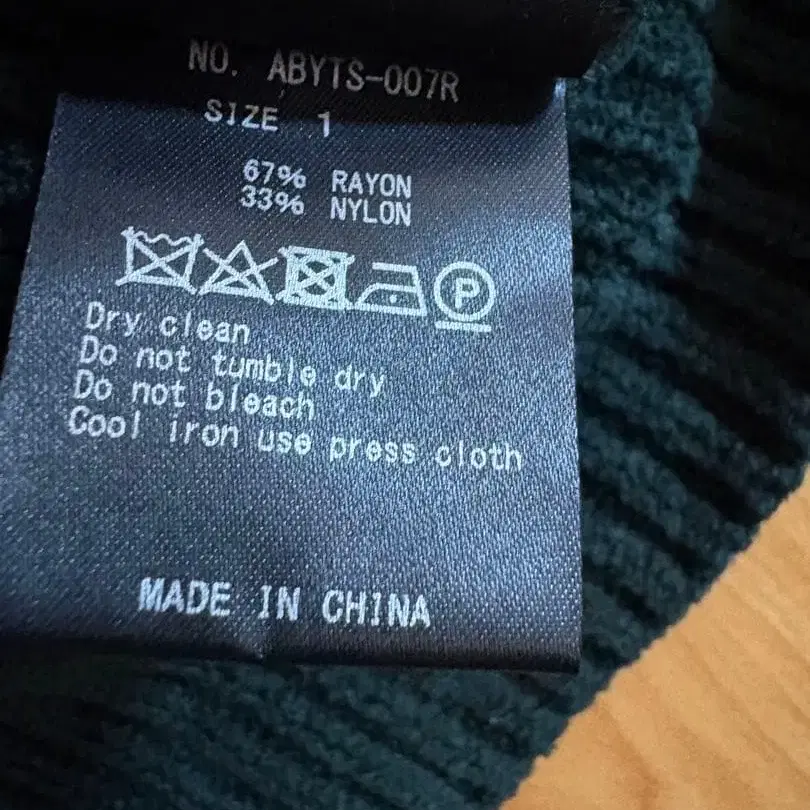 NO. ABYTS-007R
SIZE 1
67% RAYON
33% NYLON
P
Dry clean
Do not tumble dry
Do not bleach
Cool iron use press cloth
MADE IN CHINA